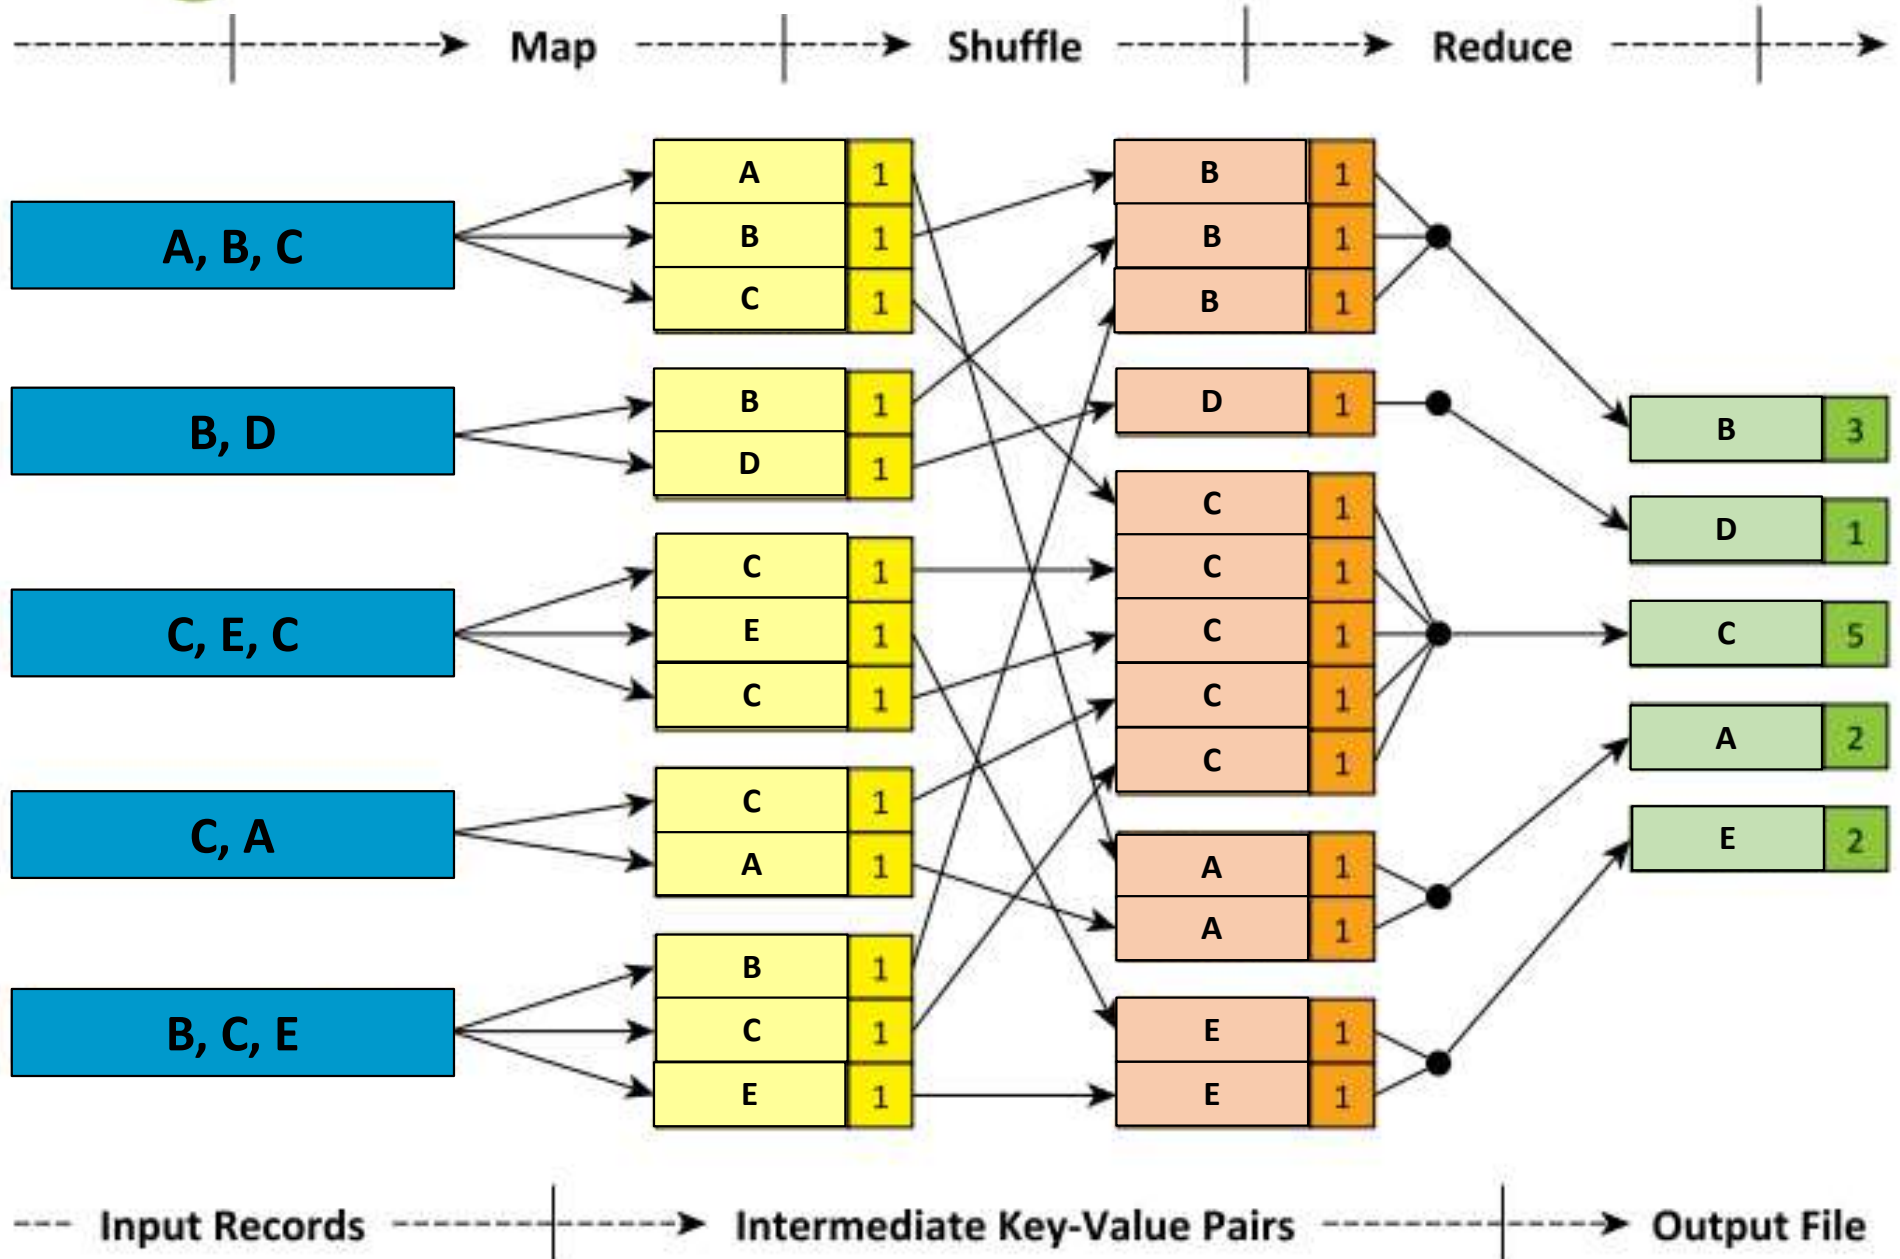 Map Shuffle Reduce
A, B, C
B, D
C, E, C
C, A
B, C, E
A 1
B 1
C 1
B 1
D 1
C 1
E 1
C 1
C 1
A 1
B 1
C 1
E 1
B 1
B 1
B 1
D 1
C 1
C 1
C 1
C 1
C 1
A 1
A 1
E 1
E 1
B 3
D 1
C 5
A 2
E 2
Input Records Intermediate Key-Value Pairs Output File